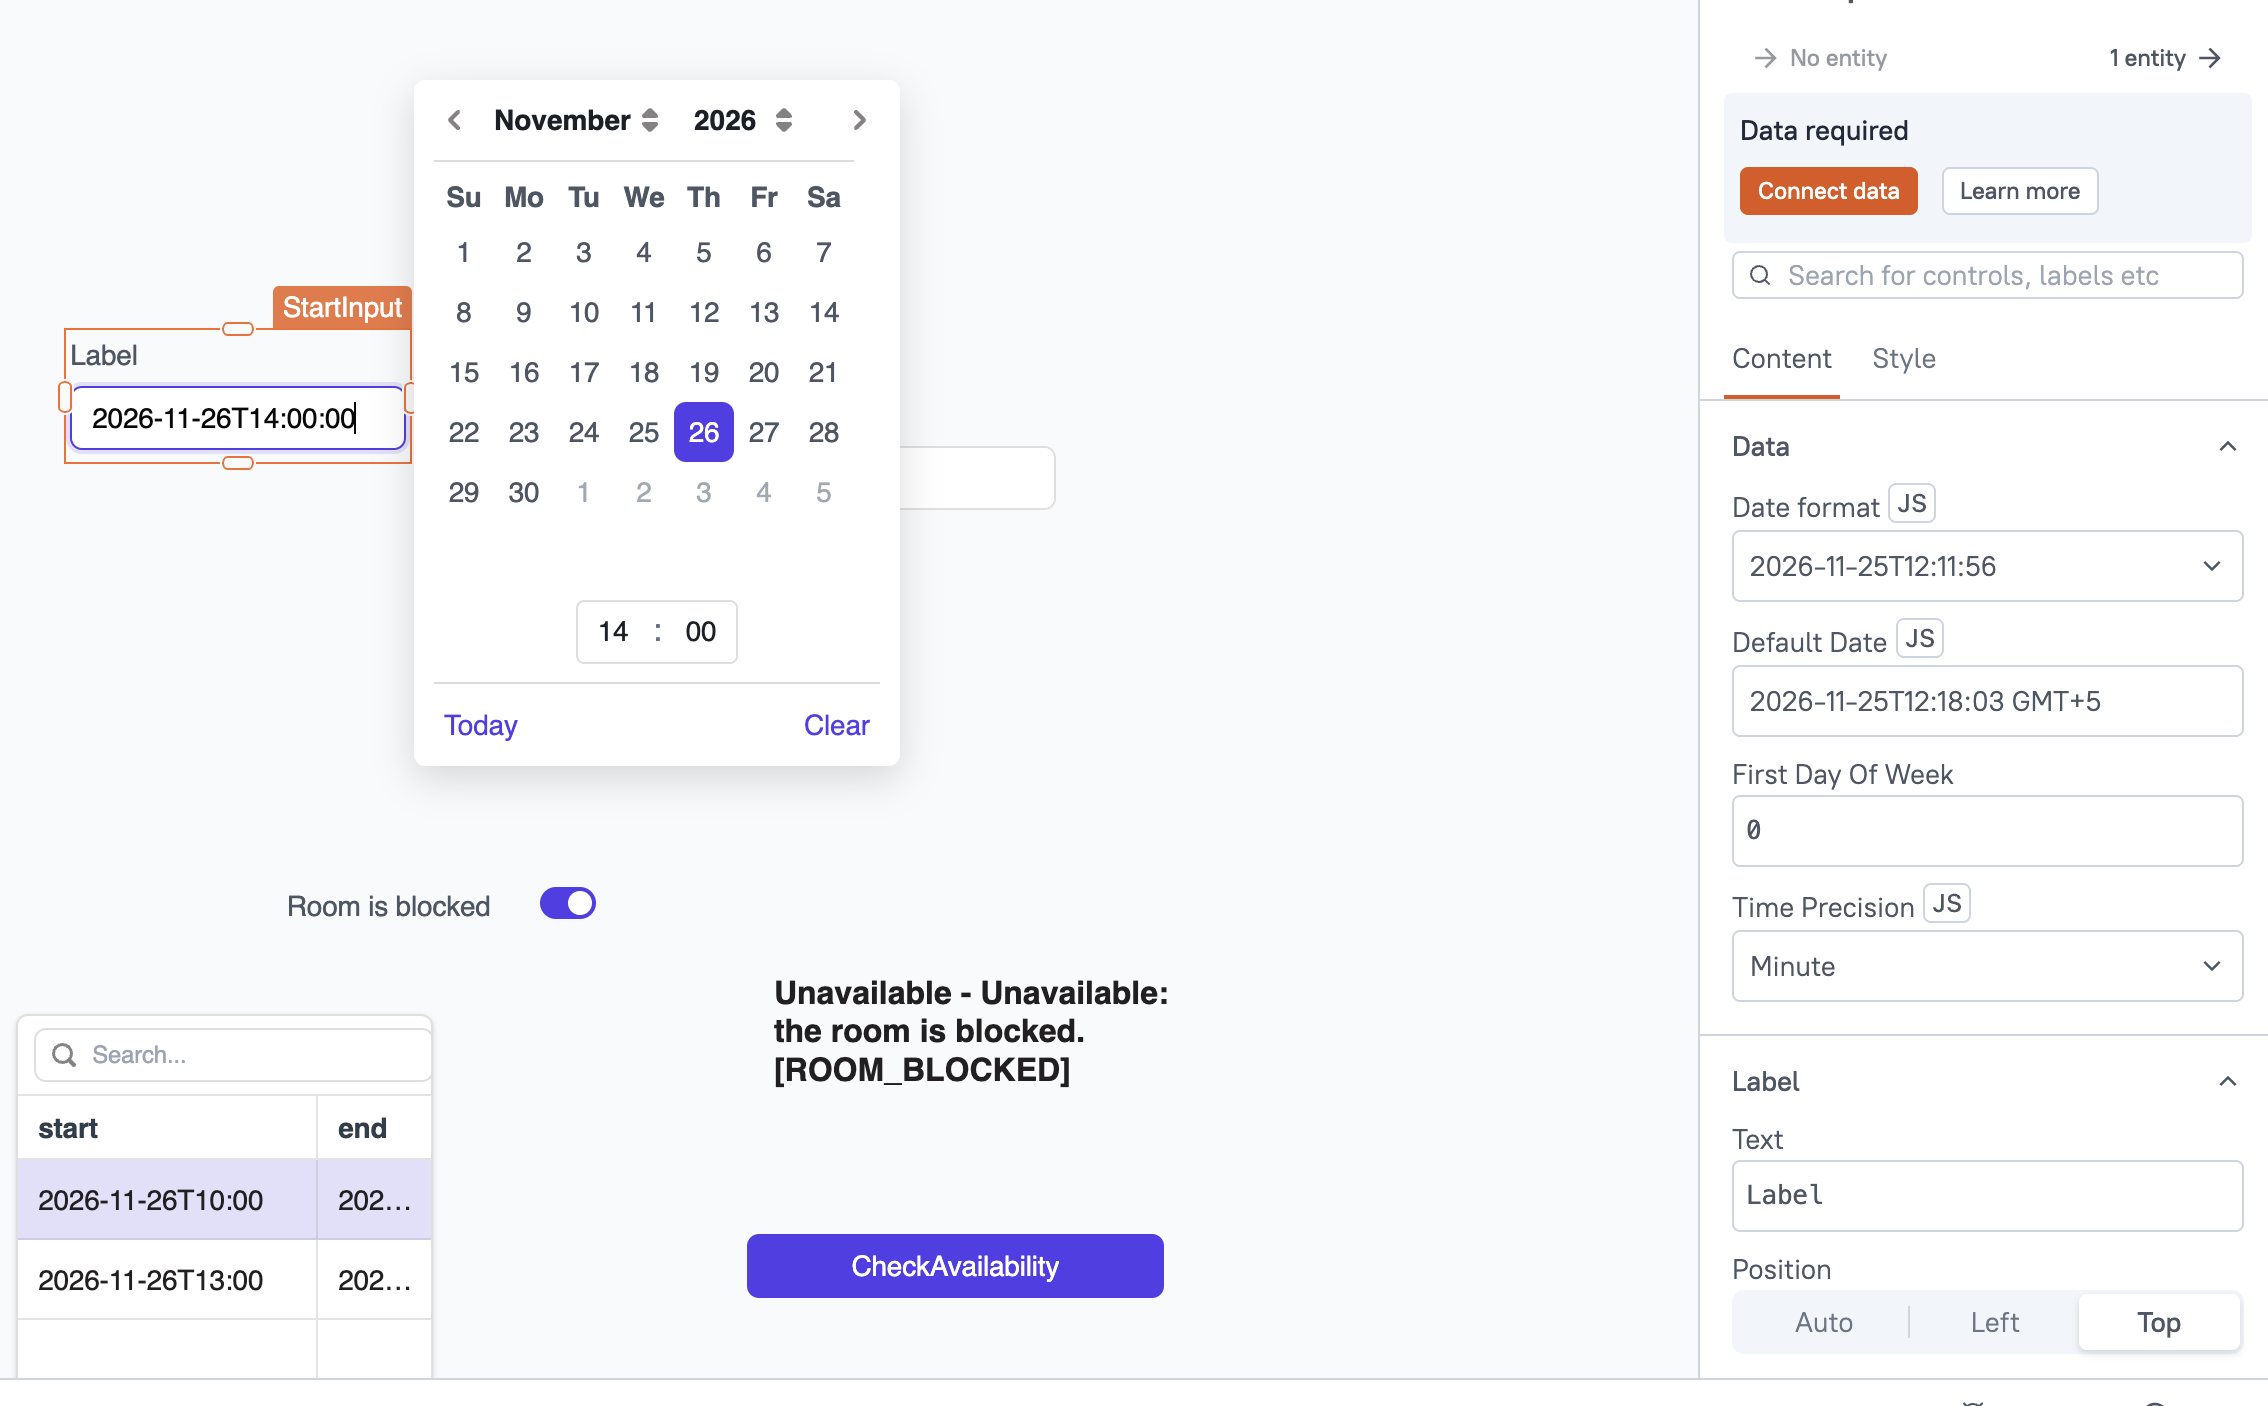 No entity
1 entity
Data required
Connect data
Learn more
Search for controls, labels etc
Content
Style
Data
Date format JS
2026-11-25T12:11:56
Default Date JS
2026-11-25T12:18:03 GMT+5
First Day Of Week
0
Time Precision JS
Minute
Label
Text
Label
Position
Auto
Left
Top
StartInput
Label
2026-11-26T14:00:00
November 2026
Su Mo Tu We Th Fr Sa
1 2 3 4 5 6 7
8 9 10 11 12 13 14
15 16 17 18 19 20 21
22 23 24 25 26 27 28
29 30 1 2 3 4 5
14 : 00
Today
Clear
Room is blocked
Unavailable - Unavailable:
the room is blocked.
[ROOM_BLOCKED]
CheckAvailability
Search...
start end
2026-11-26T10:00 202...
2026-11-26T13:00 202...